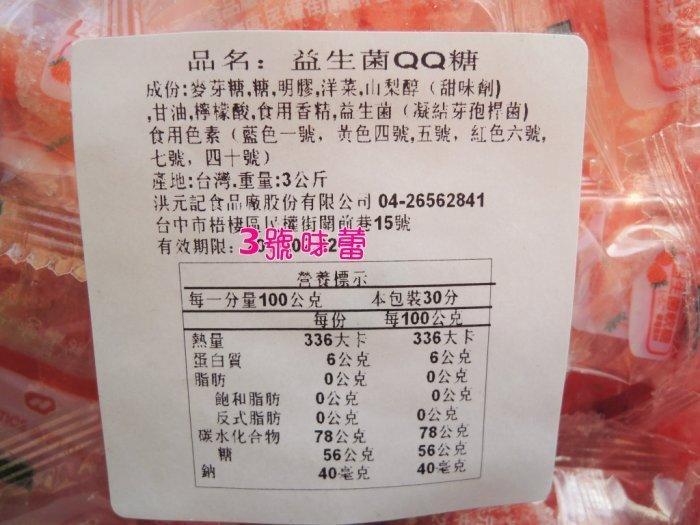 品名：益生菌QQ糖
成份:麥芽糖,糖,明膠,洋菜,山梨醇（甜味劑)
,甘油,檸檬酸,食用香精,益生菌（凝結芽孢桿菌)
食用色素（藍色一號，黃色四號,五號，紅色六號,
七號，四十號）
產地:台灣.重量:3公斤
洪元記食品廠股份有限公司 04-26562841
台中市梧棲區民權街閘前巷15號
有效期限:
3號味蕾
營養標示
每一分量100公克 本包裝30分
每份 每100公克
熱量 336大卡 336大卡
蛋白質 6公克 6公克
脂肪 0公克 0公克
飽和脂肪 0公克 0公克
反式脂肪 0公克 0公克
碳水化合物 78公克 78公克
糖 56公克 56公克
鈉 40毫克 40毫克